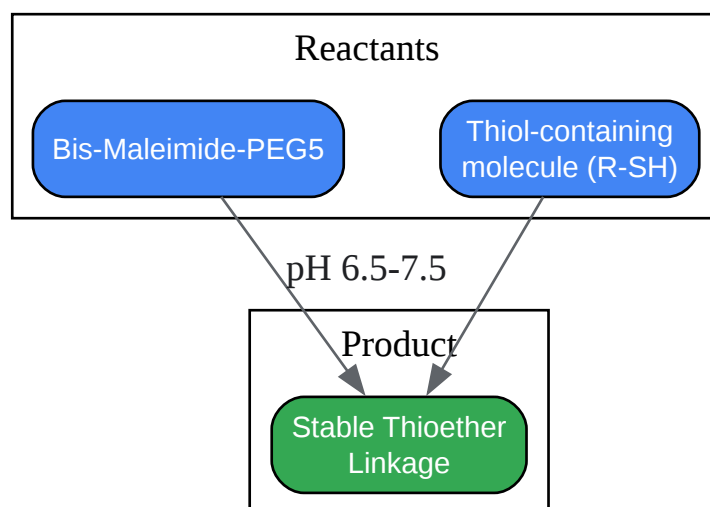 Reactants
Bis-Maleimide-PEG5
Thiol-containing
molecule (R-SH)
pH 6.5-7.5
Product
Stable Thioether
Linkage